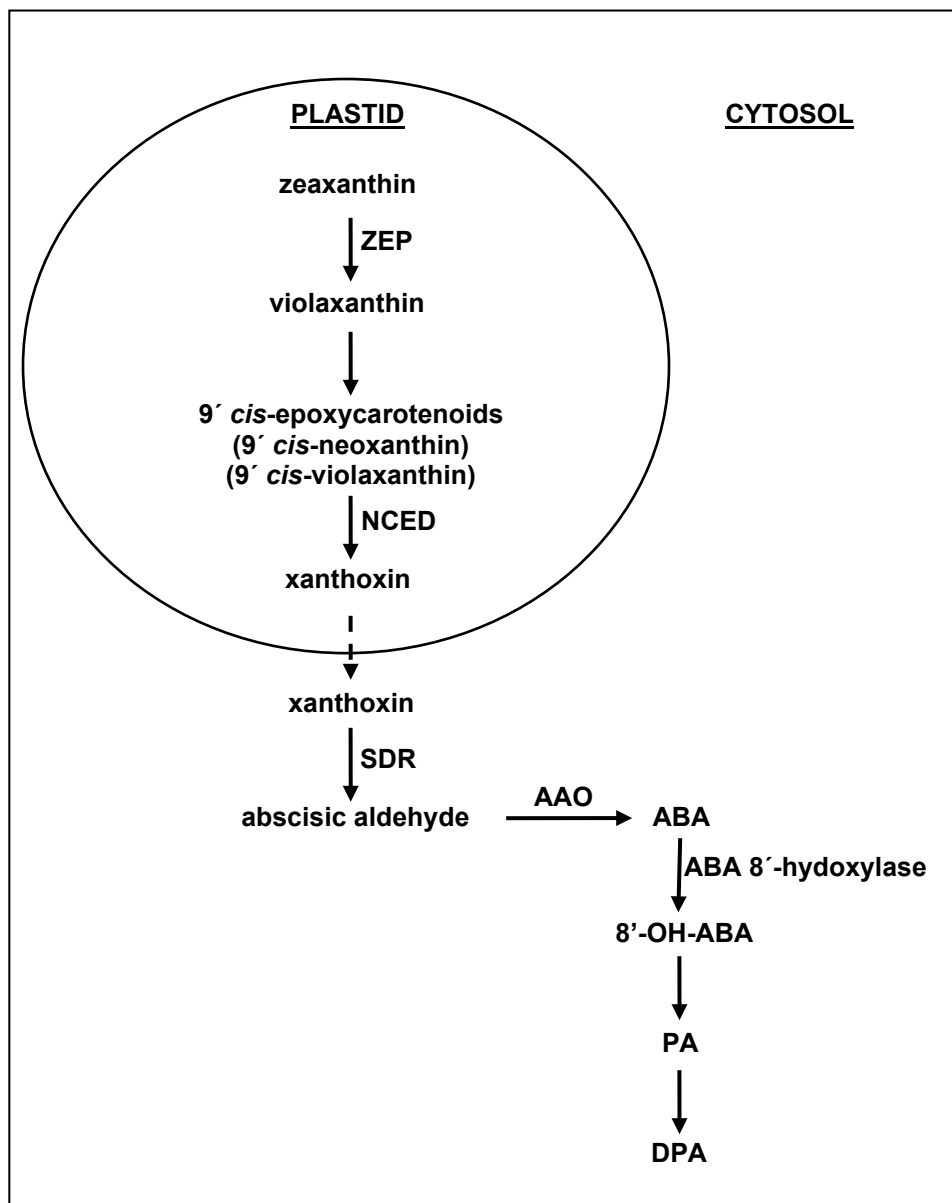 PLASTID
CYTOSOL
zeaxanthin
ZEP
violaxanthin
9´ cis-epoxycarotenoids
(9´ cis-neoxanthin)
(9´ cis-violaxanthin)
NCED
xanthoxin
xanthoxin
SDR
abscisic aldehyde
AAO
ABA
ABA 8´-hydoxylase
8’-OH-ABA
PA
DPA